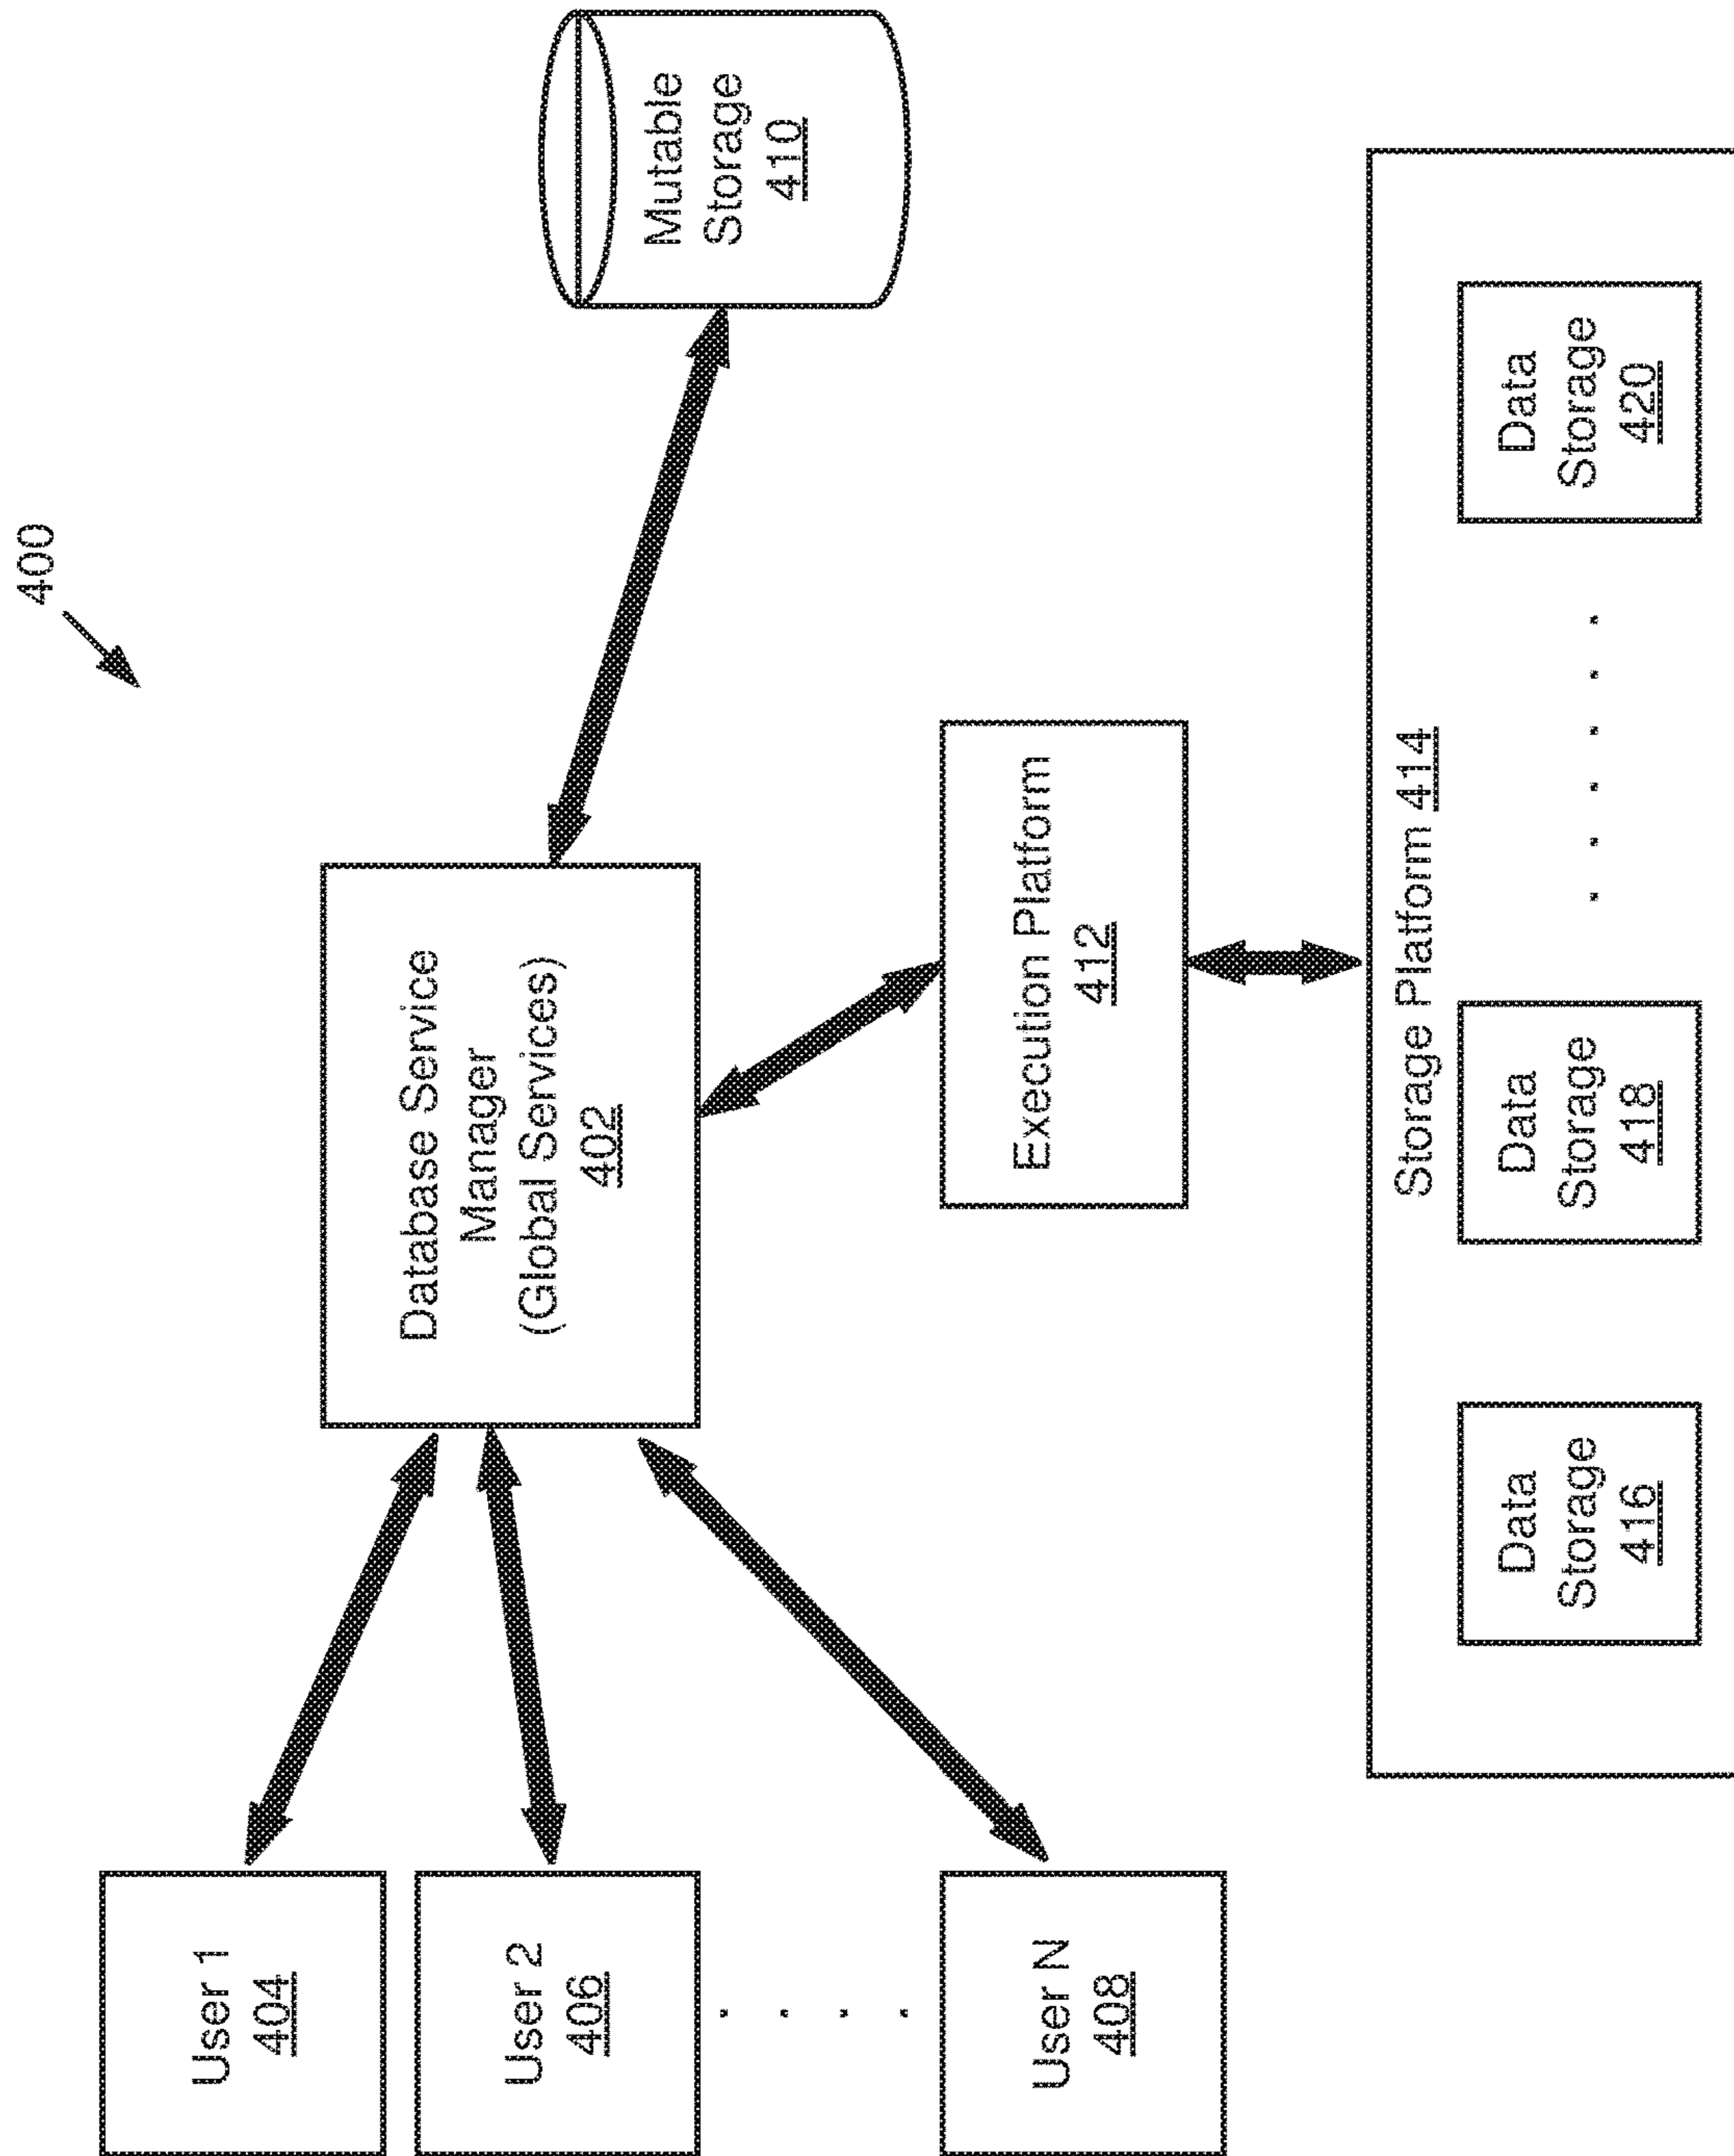 400
User 1
404
User 2
406
User N
408
Database Service
Manager
(Global Services)
402
Mutable
Storage
410
Execution Platform
412
Storage Platform 414
Data
Storage
416
Data
Storage
418
Data
Storage
420